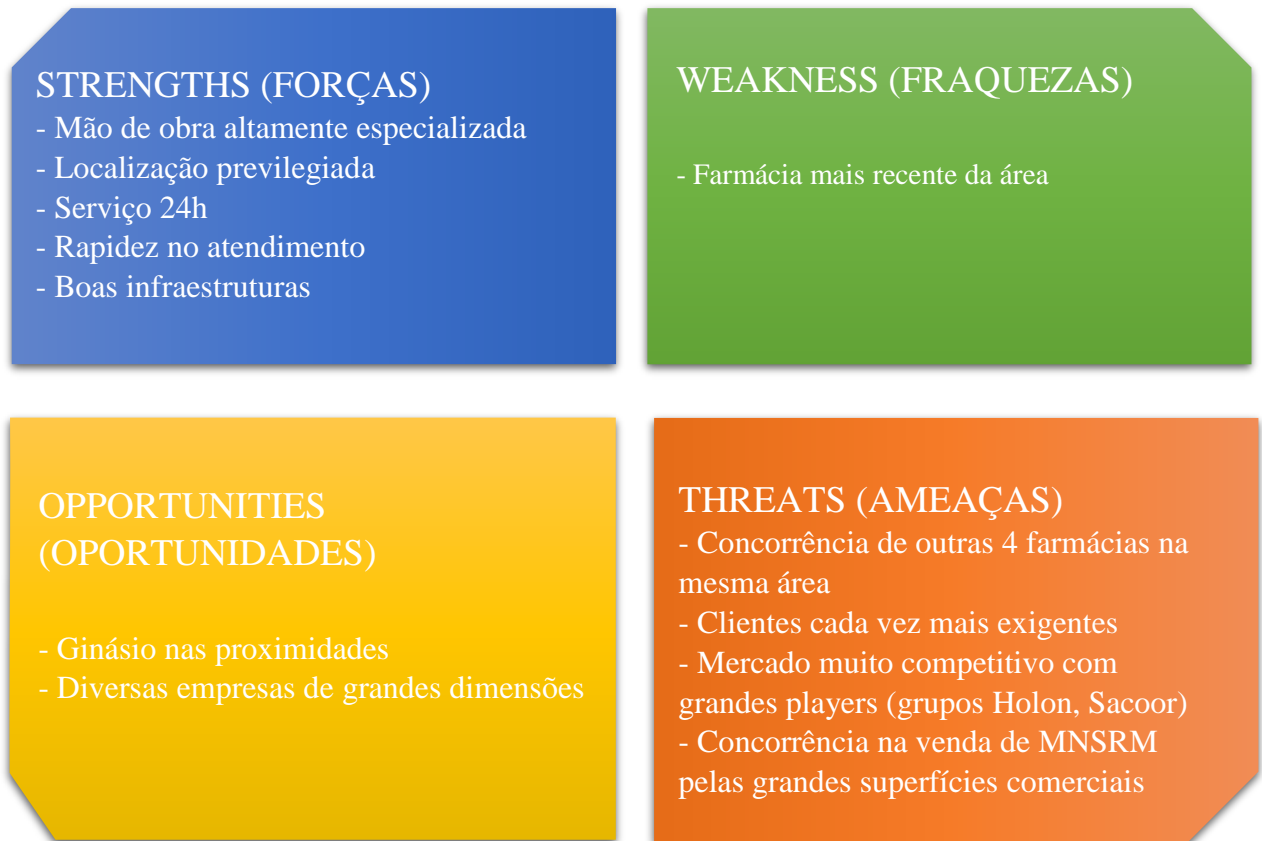 STRENGTHS (FORÇAS)
- Mão de obra altamente especializada
- Localização previlegiada
- Serviço 24h
- Rapidez no atendimento
- Boas infraestruturas
WEAKNESS (FRAQUEZAS)
- Farmácia mais recente da área
OPPORTUNITIES
(OPORTUNIDADES)
- Ginásio nas proximidades
- Diversas empresas de grandes dimensões
THREATS (AMEAÇAS)
- Concorrência de outras 4 farmácias na
mesma área
- Clientes cada vez mais exigentes
- Mercado muito competitivo com
grandes players (grupos Holon, Sacoor)
- Concorrência na venda de MNSRM
pelas grandes superfícies comerciais